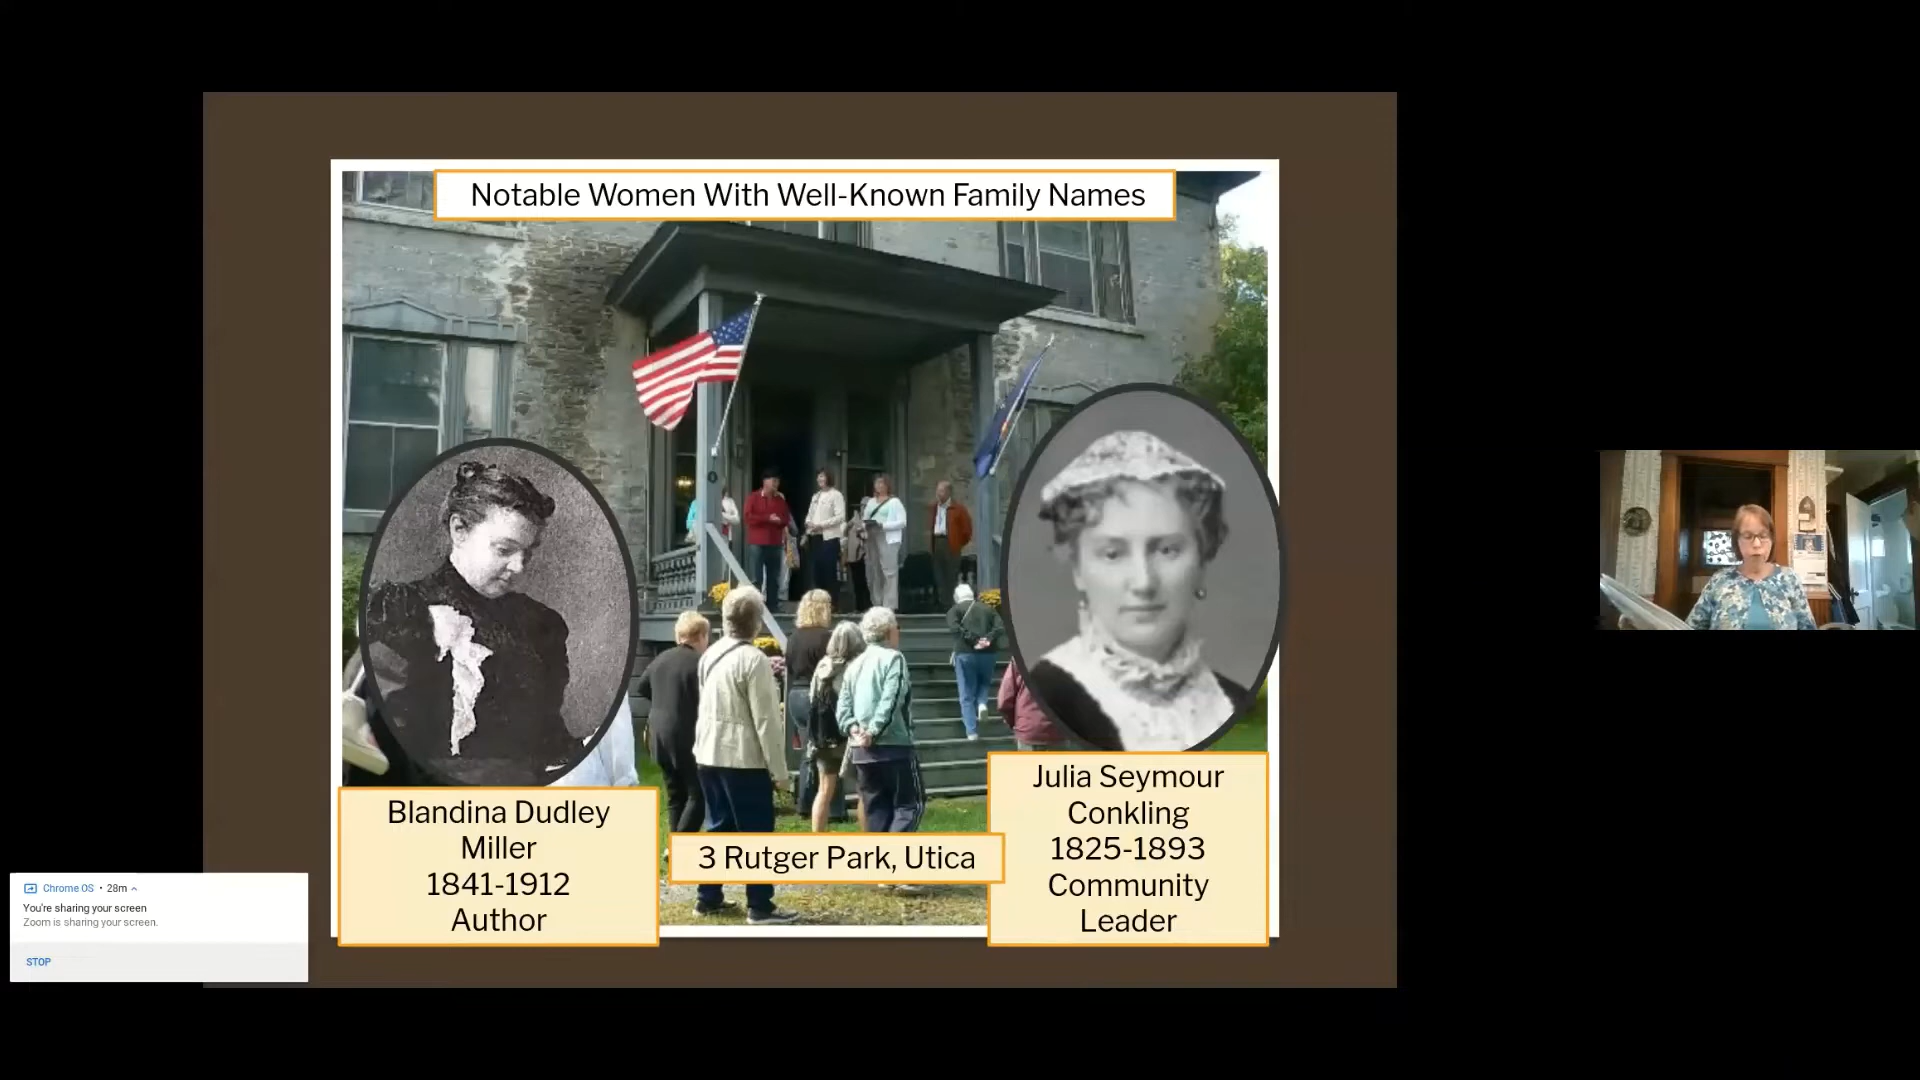 Notable Women With Well-Known Family Names
Blandina Dudley
Miller
1841-1912
Author
3 Rutger Park, Utica
Julia Seymour
Conkling
1825-1893
Community
Leader
Chrome OS • 28m
You're sharing your screen
Zoom is sharing your screen.
STOP